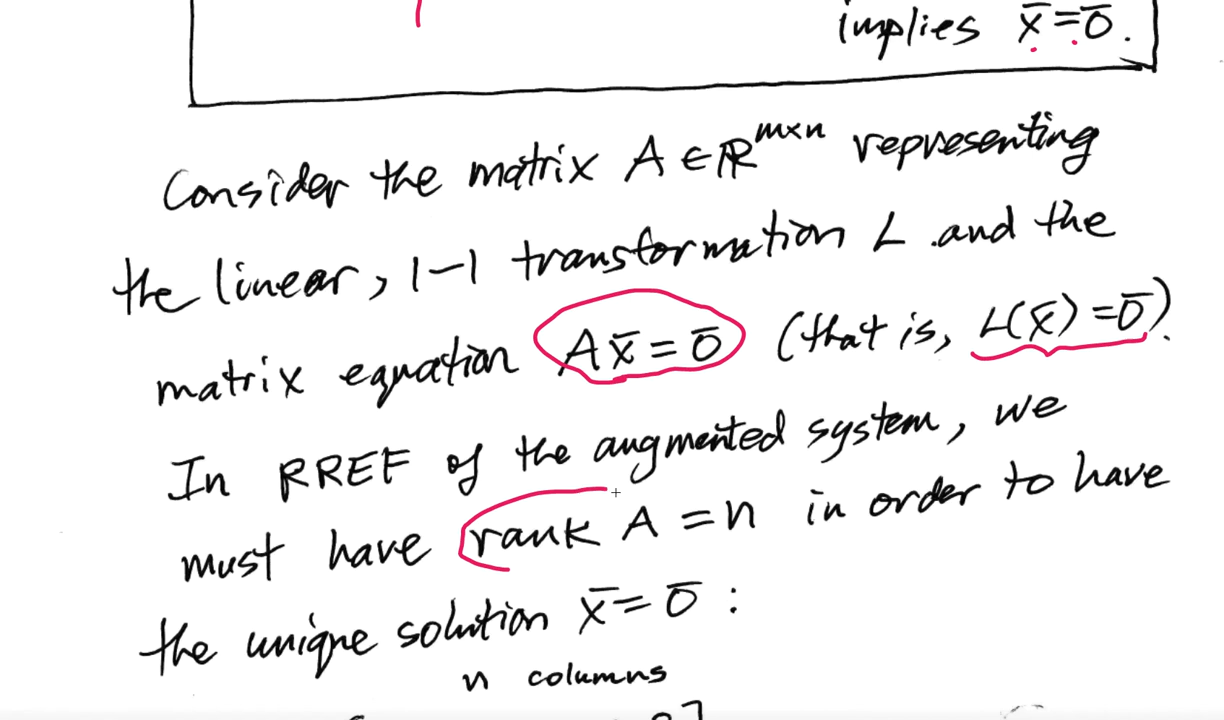 implies x̄ = 0̄.
Consider the matrix A ∈ ℝ^{m×n} representing
the linear, 1-1 transformation L and the
matrix equation Ax̄ = 0̄ (that is, L(x̄) = 0̄).
In RREF of the augmented system, we
must have rank A = n in order to have
the unique solution x̄ = 0̄ :
n columns